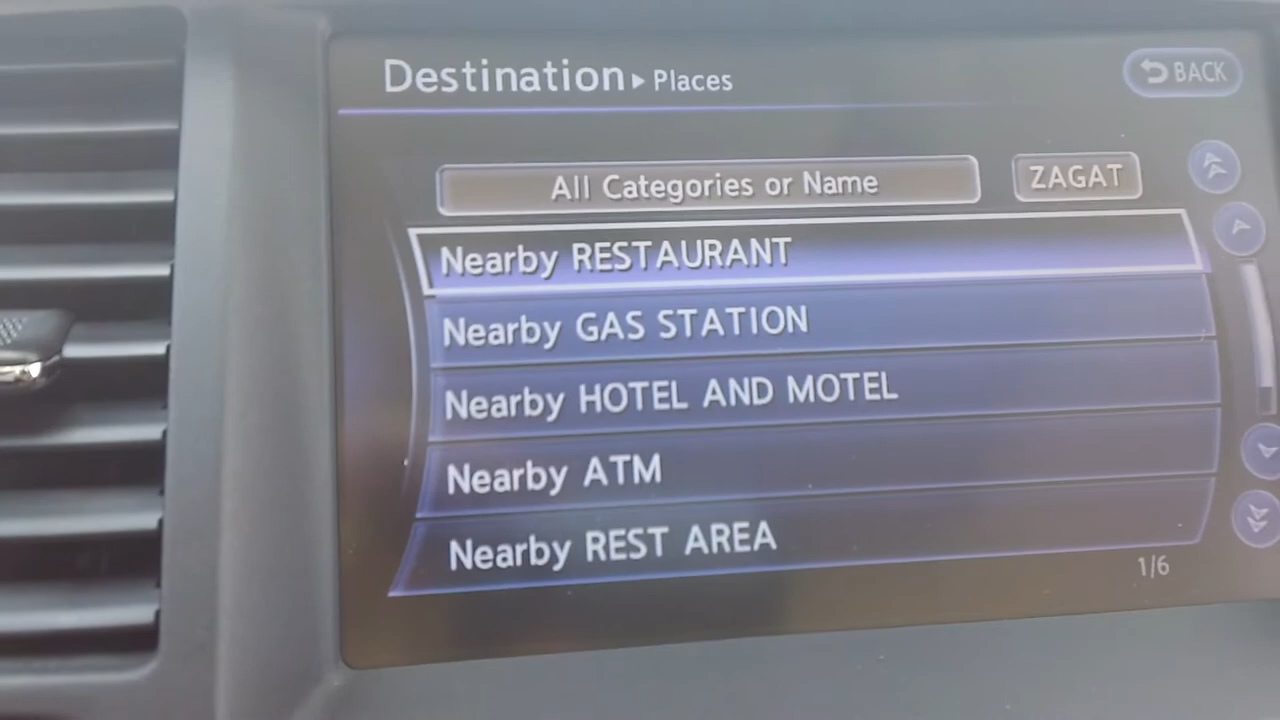 Destination ▸ Places
BACK
All Categories or Name
ZAGAT
Nearby RESTAURANT
Nearby GAS STATION
Nearby HOTEL AND MOTEL
Nearby ATM
Nearby REST AREA
1/6